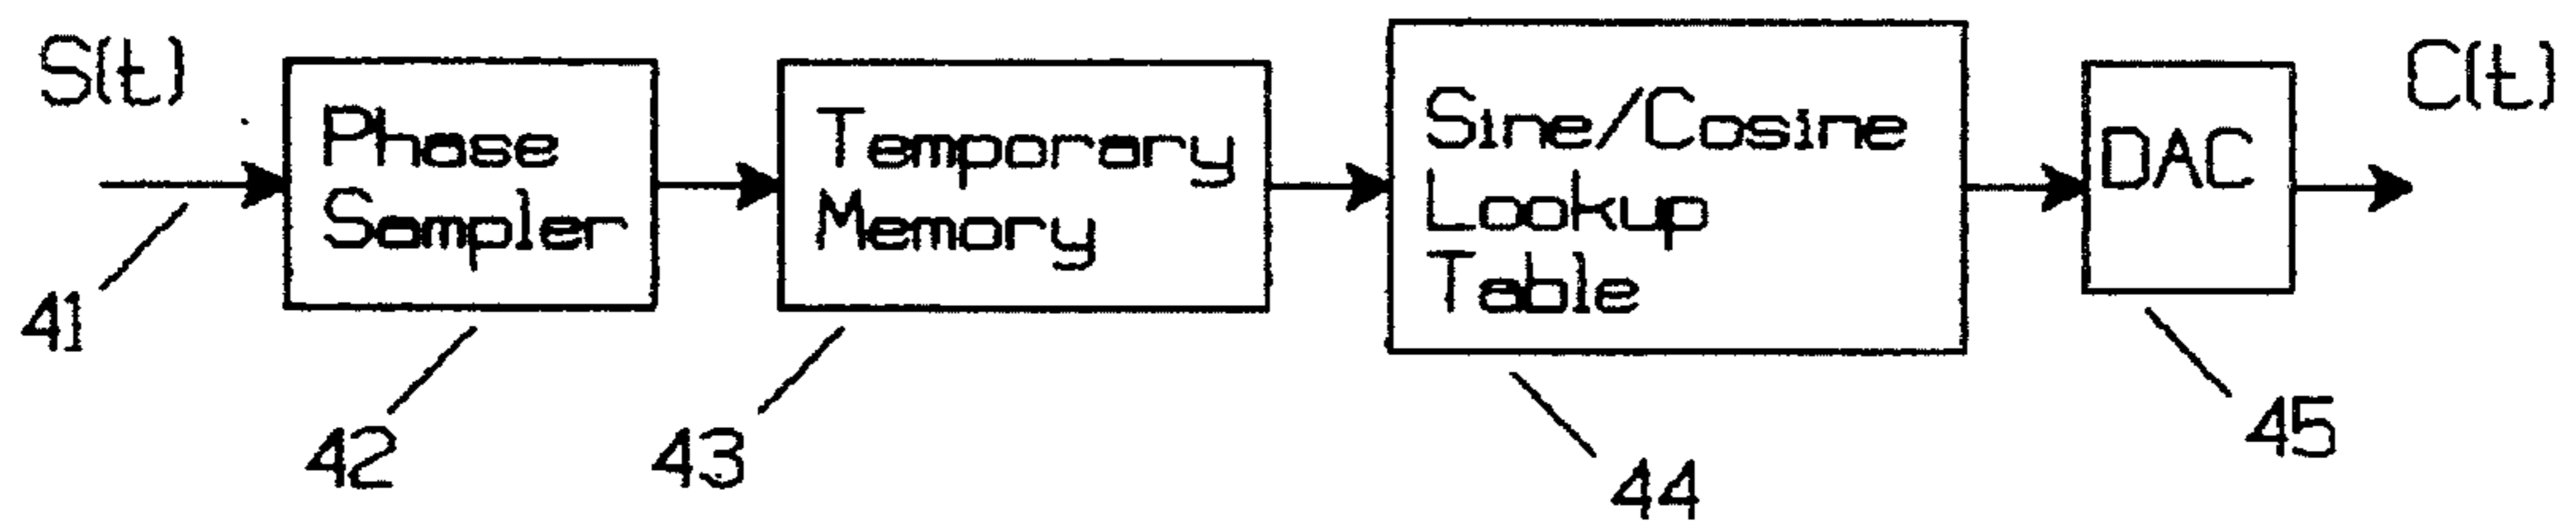 S(t)
Phase
Sampler
Temporary
Memory
Sine/Cosine
Lookup
Table
DAC
C(t)
41
42
43
44
45